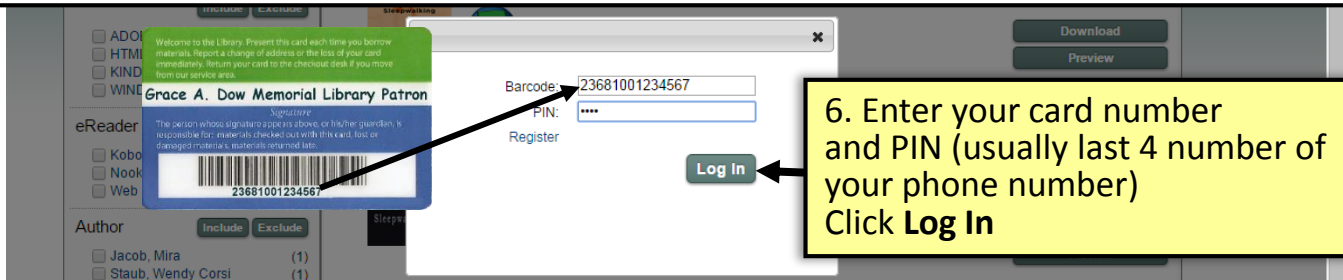 Include Exclude
Sleepwalking
ADO
HTM
KIND
WIND
eReader
Kobo
Nook
Web
Author Include Exclude
Jacob, Mira (1)
Staub, Wendy Corsi (1)
Welcome to the Library. Present this card each time you borrow
materials. Report a change of address or the loss of your card
immediately. Return your card to the checkout desk if you move
from our service area.
Grace A. Dow Memorial Library Patron
Signature
The person whose signature appears above, or his/her guardian, is
responsible for: materials checked out with this card, lost or
damaged materials, materials returned late.
23681001234567
Sleepw
Barcode: 23681001234567
PIN: ••••
Register
Log In
Download
Preview
6. Enter your card number
and PIN (usually last 4 number of
your phone number)
Click Log In